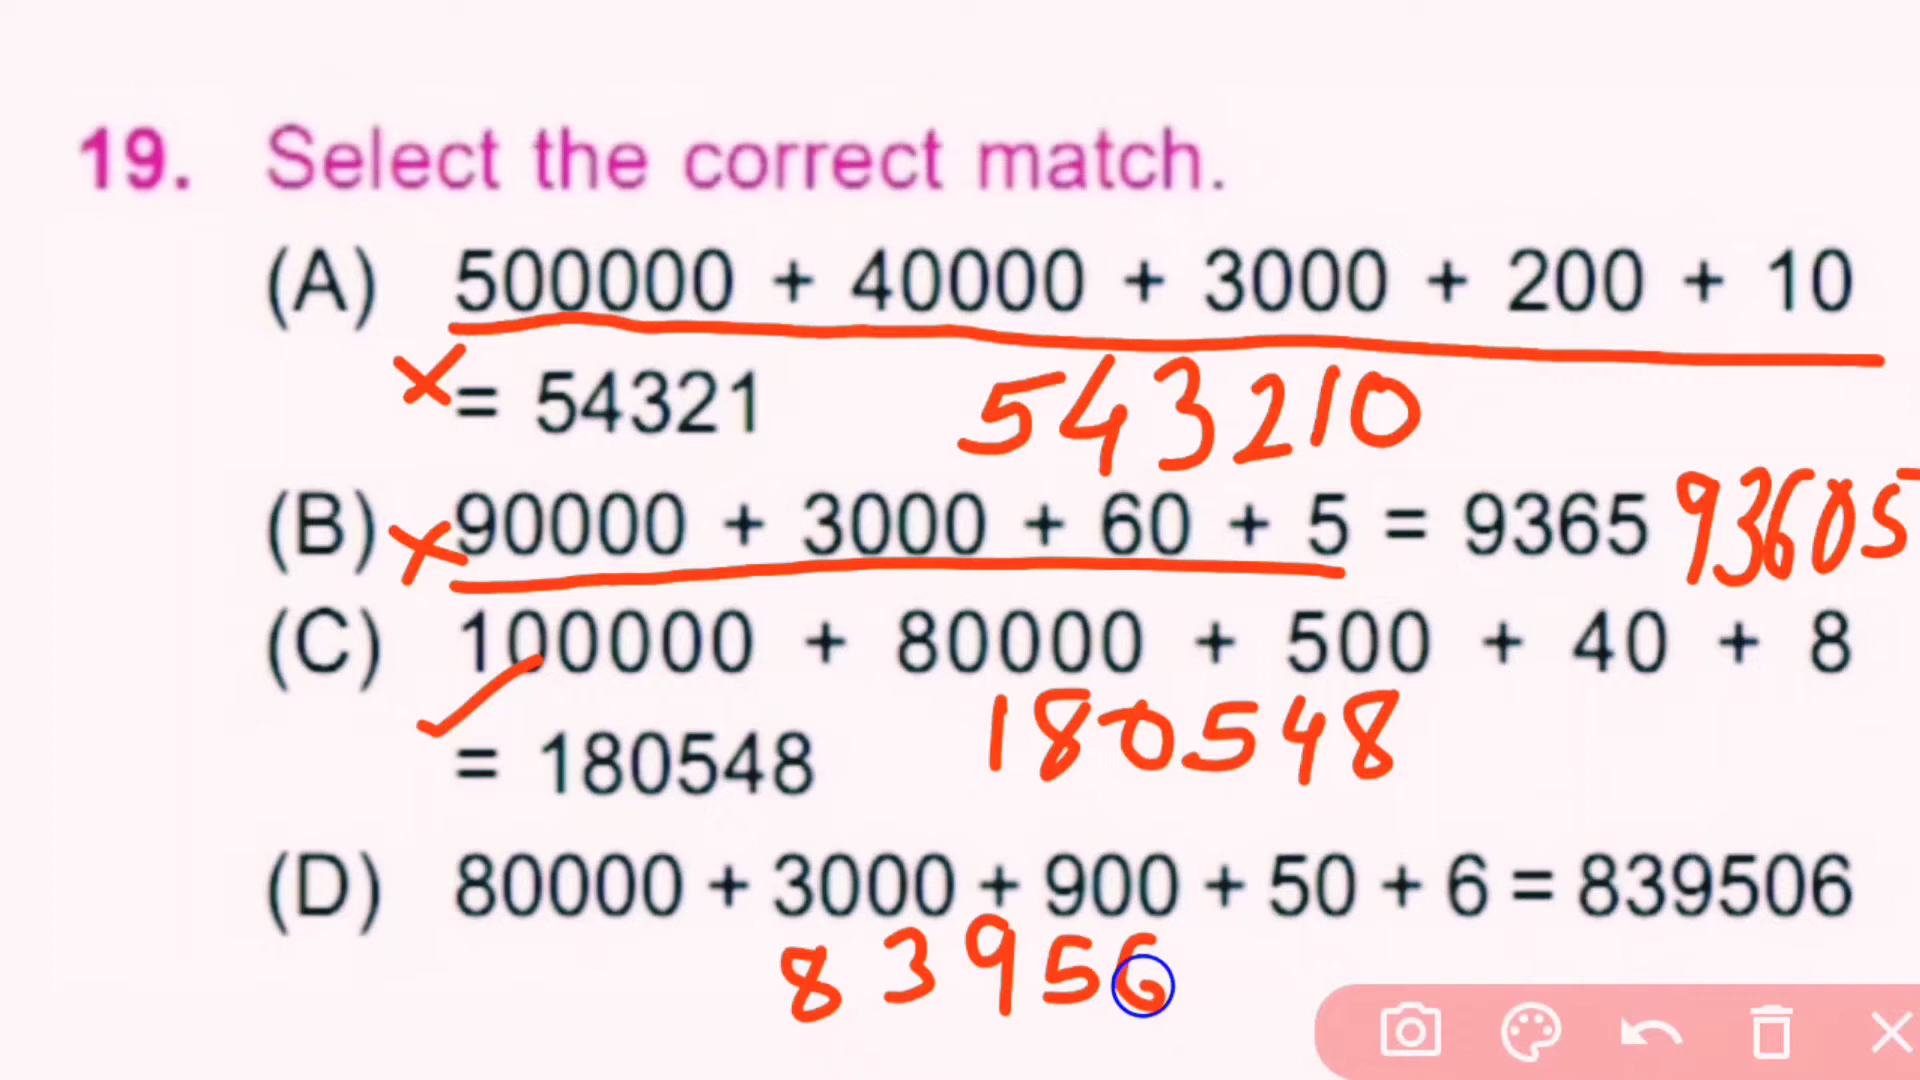 19. Select the correct match.
(A) 500000 + 40000 + 3000 + 200 + 10
= 54321 543210
(B) 90000 + 3000 + 60 + 5 = 9365 93605
(C) 100000 + 80000 + 500 + 40 + 8
180548
= 180548
(D) 80000 + 3000 + 900 + 50 + 6 = 839506
83956